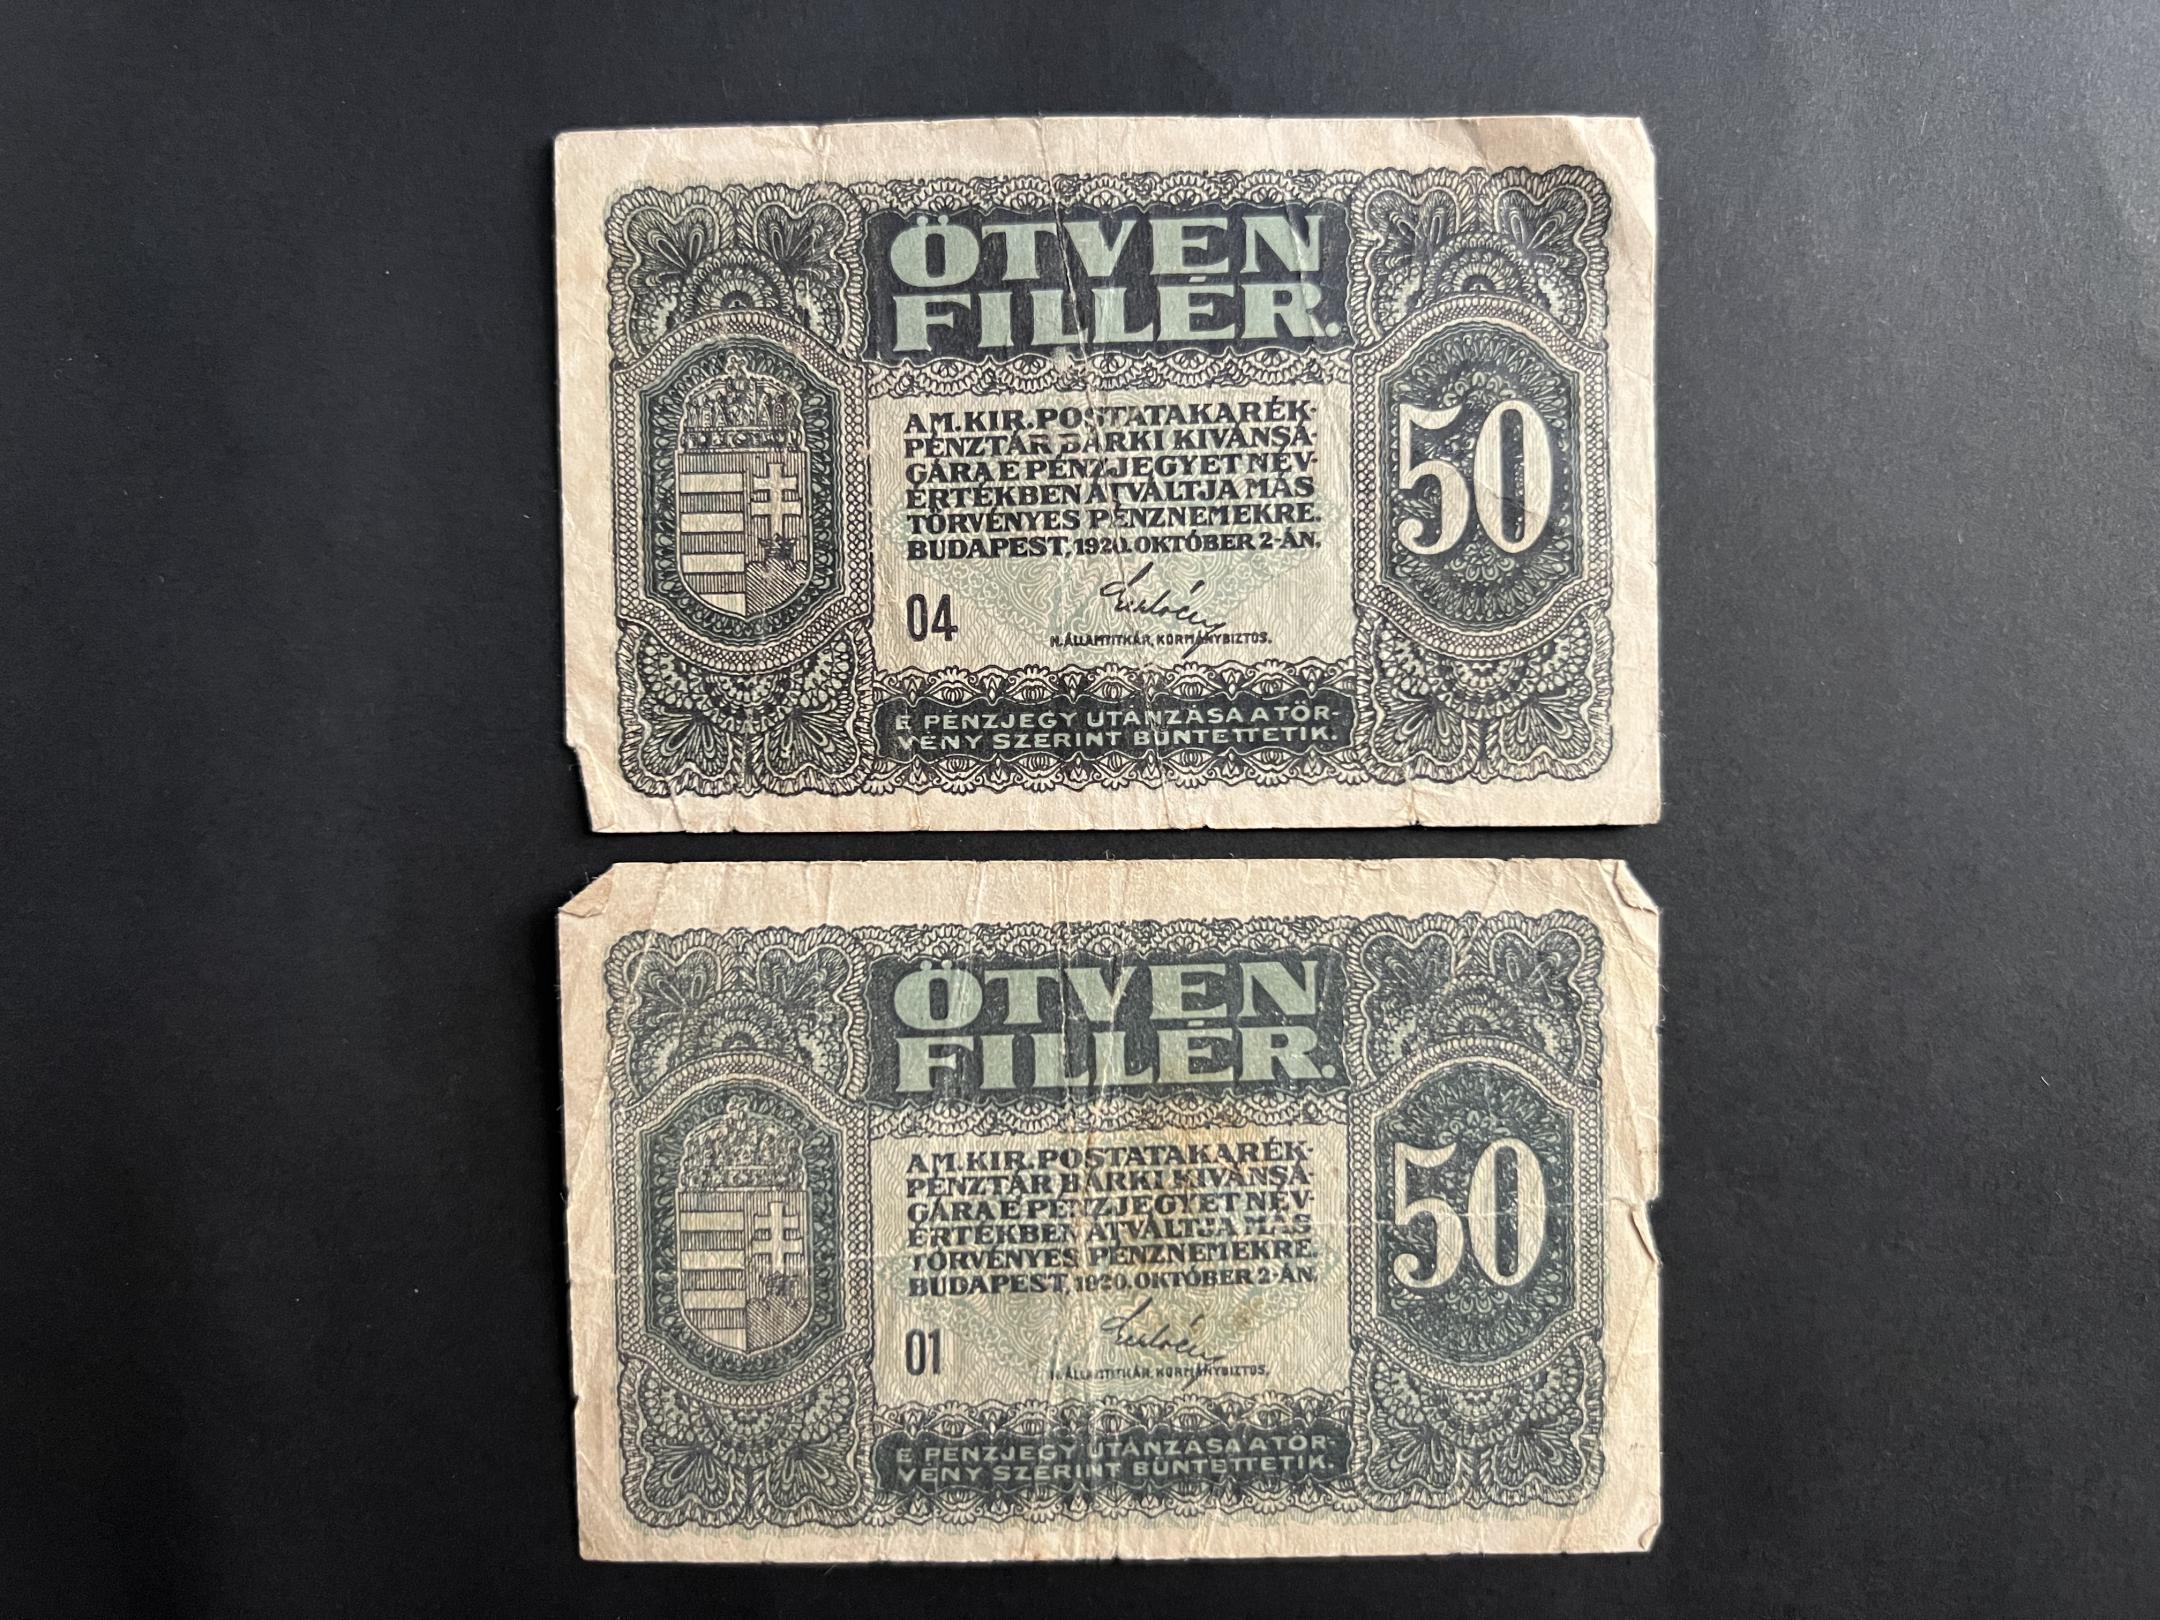 ÖTVEN
FILLÉR.
A M. KIR. POSTATAKARÉK-
PÉNZTÁR BÁRKI KIVÁNSÁ-
GÁRA E PÉNZJEGYET NÉV-
ÉRTÉKBEN ÁTVÁLTJA MÁS
TÖRVÉNYES PÉNZNEMEKRE.
BUDAPEST, 1920. OKTÓBER 2-ÁN.
50
04
H. ÁLLAMTITKÁR, KORMÁNYBIZTOS.
E PÉNZJEGY UTÁNZÁSA A TÖR-
VÉNY SZERINT BÜNTETTETIK.
ÖTVEN
FILLÉR.
A M. KIR. POSTATAKARÉK-
PÉNZTÁR BÁRKI KIVÁNSÁ-
GÁRA E PÉNZJEGYET NÉV-
ÉRTÉKBEN ÁTVÁLTJA MÁS
TÖRVÉNYES PÉNZNEMEKRE.
BUDAPEST, 1920. OKTÓBER 2-ÁN.
50
01
H. ÁLLAMTITKÁR, KORMÁNYBIZTOS.
E PÉNZJEGY UTÁNZÁSA A TÖR-
VÉNY SZERINT BÜNTETTETIK.